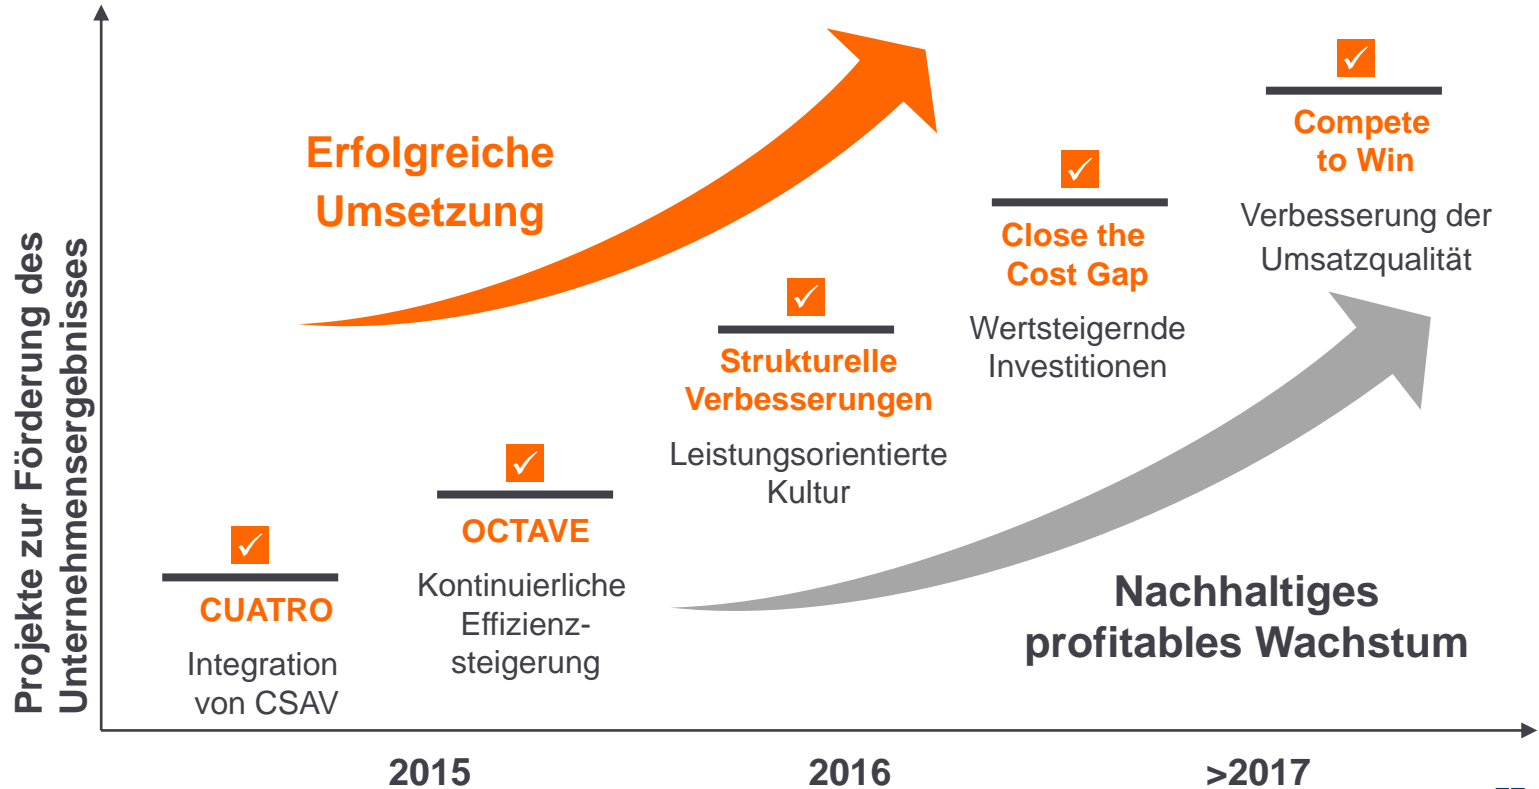 Projekte zur Förderung des
Unternehmensergebnisses
Erfolgreiche
Umsetzung
CUATRO
Integration
von CSAV
OCTAVE
Kontinuierliche
Effizienz-
steigerung
Strukturelle
Verbesserungen
Leistungsorientierte
Kultur
Close the
Cost Gap
Wertsteigernde
Investitionen
Compete
to Win
Verbesserung der
Umsatzqualität
Nachhaltiges
profitables Wachstum
2015
2016
>2017